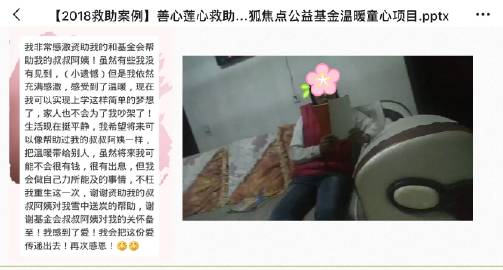 【2018救助案例】善心莲心救助...狐焦点公益基金温暖童心项目.pptx
我非常感激资助我的和基金会帮
助我的叔叔阿姨！虽然有些我没
有见到，（小遗憾）但是我依然
充满感激，感受到了温暖，现在
我可以实现上学这样简单的梦想
了，家人也不会为了我吵架了！
生活现在挺平静，我希望将来可
以像帮助过我的叔叔阿姨一样，
把温暖带给别人，虽然将来我可
能不会很有钱，很有出息，但我
会做自己力所能及的事情，不枉
我重生这一次，谢谢资助我的叔
叔阿姨对我雪中送炭的帮助，谢
谢基金会叔叔阿姨对我的关怀备
至！我感到了爱！我会把这份爱
传递出去！再次感恩！